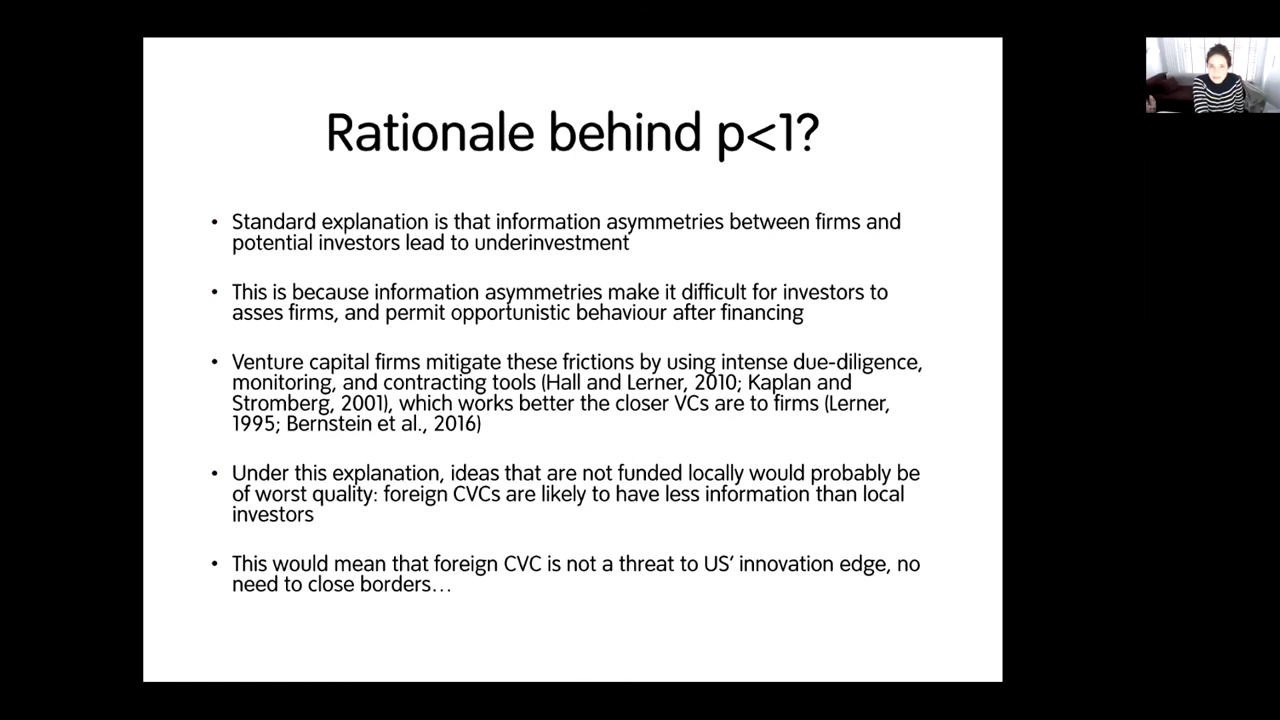 Rationale behind p<1?
• Standard explanation is that information asymmetries between firms and
potential investors lead to underinvestment
• This is because information asymmetries make it difficult for investors to
asses firms, and permit opportunistic behaviour after financing
• Venture capital firms mitigate these frictions by using intense due-diligence,
monitoring, and contracting tools (Hall and Lerner, 2010; Kaplan and
Stromberg, 2001), which works better the closer VCs are to firms (Lerner,
1995; Bernstein et al., 2016)
• Under this explanation, ideas that are not funded locally would probably be
of worst quality: foreign CVCs are likely to have less information than local
investors
• This would mean that foreign CVC is not a threat to US’ innovation edge, no
need to close borders…